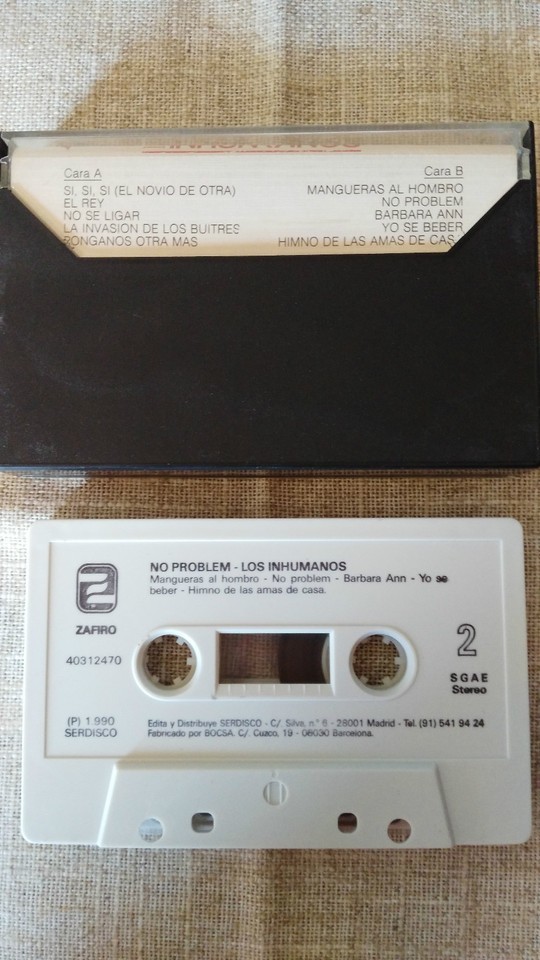 INHUMANOS
Cara A
SI, SI, SI (EL NOVIO DE OTRA)
EL REY
NO SE LIGAR
LA INVASION DE LOS BUITRES
PONGANOS OTRA MAS
Cara B
MANGUERAS AL HOMBRO
NO PROBLEM
BARBARA ANN
YO SE BEBER
HIMNO DE LAS AMAS DE CASA
NO PROBLEM - LOS INHUMANOS
Mangueras al hombro - No problem - Barbara Ann - Yo se
beber - Himno de las amas de casa.
ZAFIRO
40312470
2
SGAE
Stereo
(P) 1.990
SERDISCO
Edita y Distribuye SERDISCO - C/. Silva, n.° 6 - 28001 Madrid - Tel. (91) 541 94 24
Fabricado por BOCSA. C/. Cuzco, 19 - 08030 Barcelona.